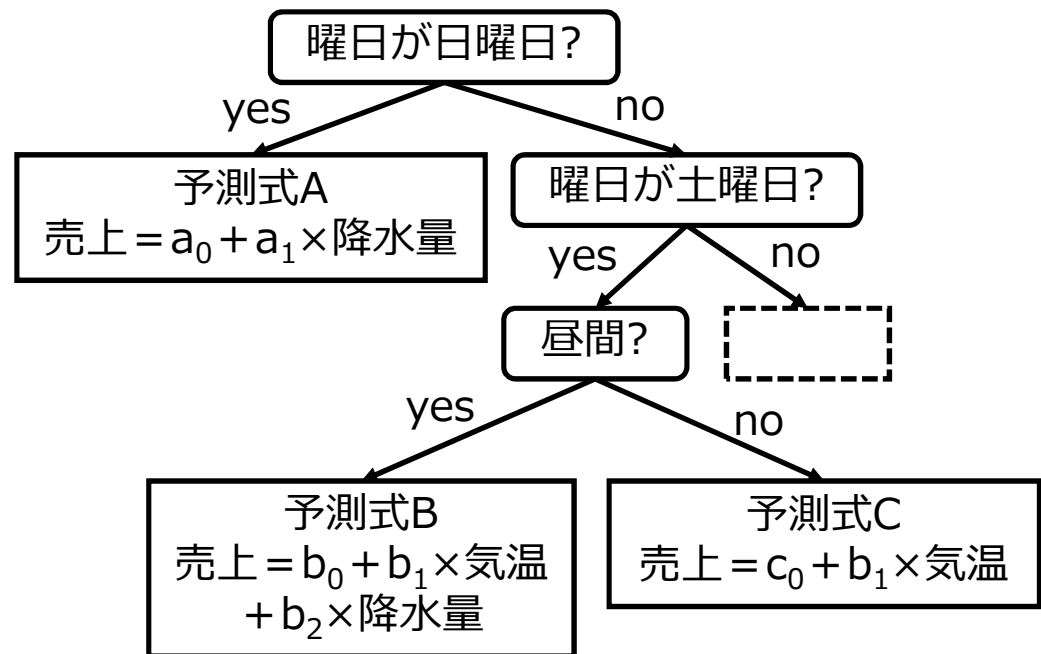 曜日が日曜日?
yes
no
予測式A
売上＝a₀＋a₁×降水量
曜日が土曜日?
yes
no
昼間?
yes
no
予測式B
売上＝b₀＋b₁×気温
＋b₂×降水量
予測式C
売上＝c₀＋b₁×気温